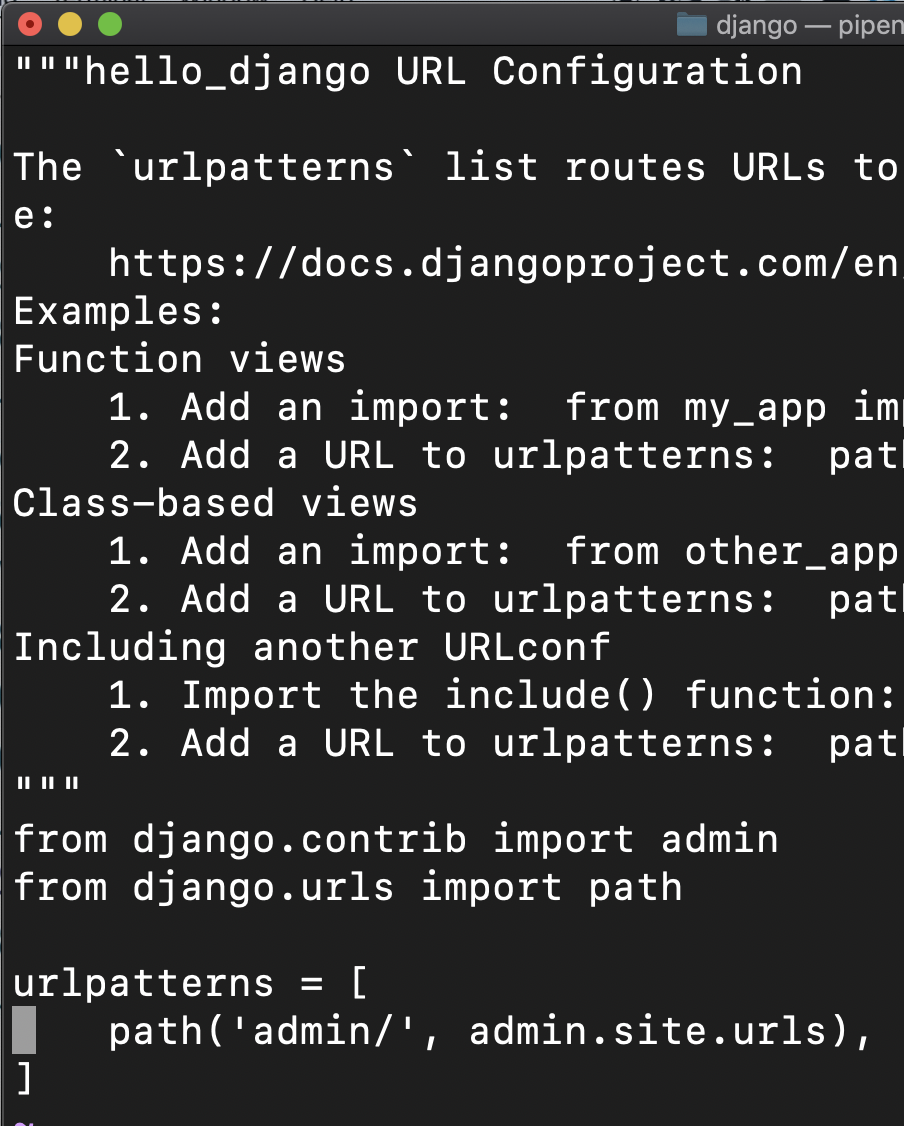 django — pipen
"""hello_django URL Configuration
The `urlpatterns` list routes URLs to
e:
    https://docs.djangoproject.com/en
Examples:
Function views
    1. Add an import:  from my_app imp
    2. Add a URL to urlpatterns:  path
Class-based views
    1. Add an import:  from other_app
    2. Add a URL to urlpatterns:  path
Including another URLconf
    1. Import the include() function:
    2. Add a URL to urlpatterns:  path
"""
from django.contrib import admin
from django.urls import path
urlpatterns = [
    path('admin/', admin.site.urls),
]
~